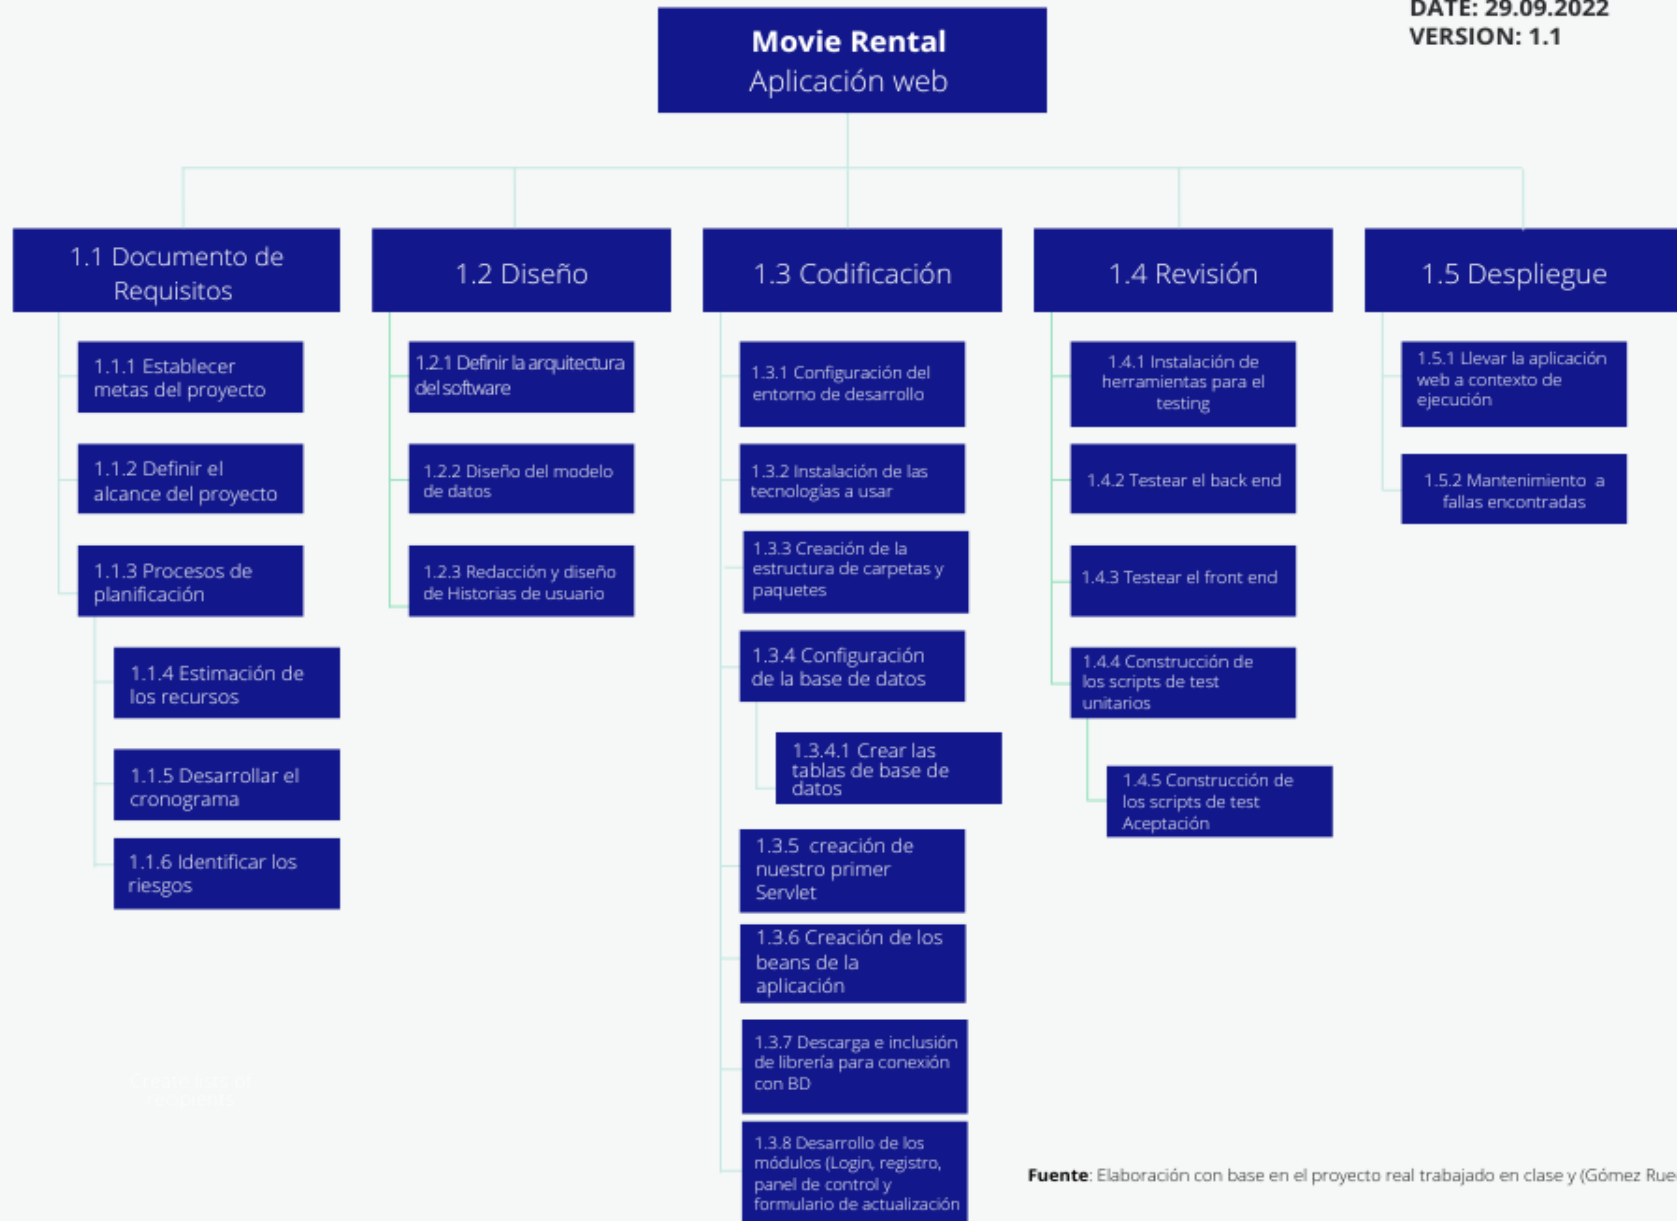 DATE: 29.09.2022
VERSION: 1.1
Movie Rental
Aplicación web
1.1 Documento de
Requisitos
1.1.1 Establecer
metas del proyecto
1.1.2 Definir el
alcance del proyecto
1.1.3 Procesos de
planificación
1.1.4 Estimación de
los recursos
1.1.5 Desarrollar el
cronograma
1.1.6 Identificar los
riesgos
1.2 Diseño
1.2.1 Definir la arquitectura
del software
1.2.2 Diseño del modelo
de datos
1.2.3 Redacción y diseño
de Historias de usuario
1.3 Codificación
1.3.1 Configuración del
entorno de desarrollo
1.3.2 Instalación de las
tecnologías a usar
1.3.3 Creación de la
estructura de carpetas y
paquetes
1.3.4 Configuración
de la base de datos
1.3.4.1 Crear las
tablas de base de
datos
1.3.5 creación de
nuestro primer
Servlet
1.3.6 Creación de los
beans de la
aplicación
1.3.7 Descarga e inclusión
de librería para conexión
con BD
1.3.8 Desarrollo de los
módulos (Login, registro,
panel de control y
formulario de actualización
1.4 Revisión
1.4.1 Instalación de
herramientas para el
testing
1.4.2 Testear el back end
1.4.3 Testear el front end
1.4.4 Construcción de
los scripts de test
unitarios
1.4.5 Construcción de
los scripts de test
Aceptación
1.5 Despliegue
1.5.1 Llevar la aplicación
web a contexto de
ejecución
1.5.2 Mantenimiento a
fallas encontradas
Fuente: Elaboración con base en el proyecto real trabajado en clase y (Gómez Rue